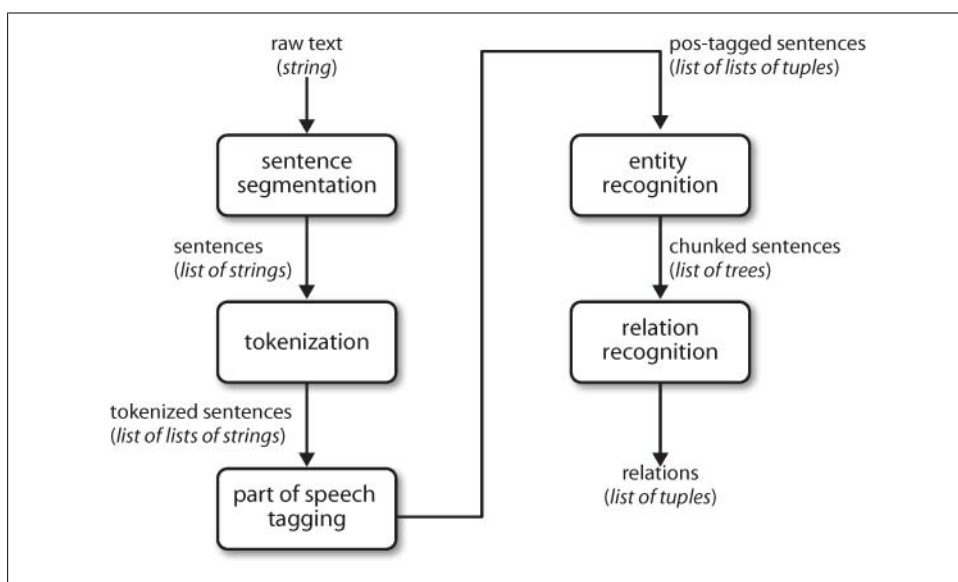 raw text
(string)
sentence
segmentation
sentences
(list of strings)
tokenization
tokenized sentences
(list of lists of strings)
part of speech
tagging
pos-tagged sentences
(list of lists of tuples)
entity
recognition
chunked sentences
(list of trees)
relation
recognition
relations
(list of tuples)